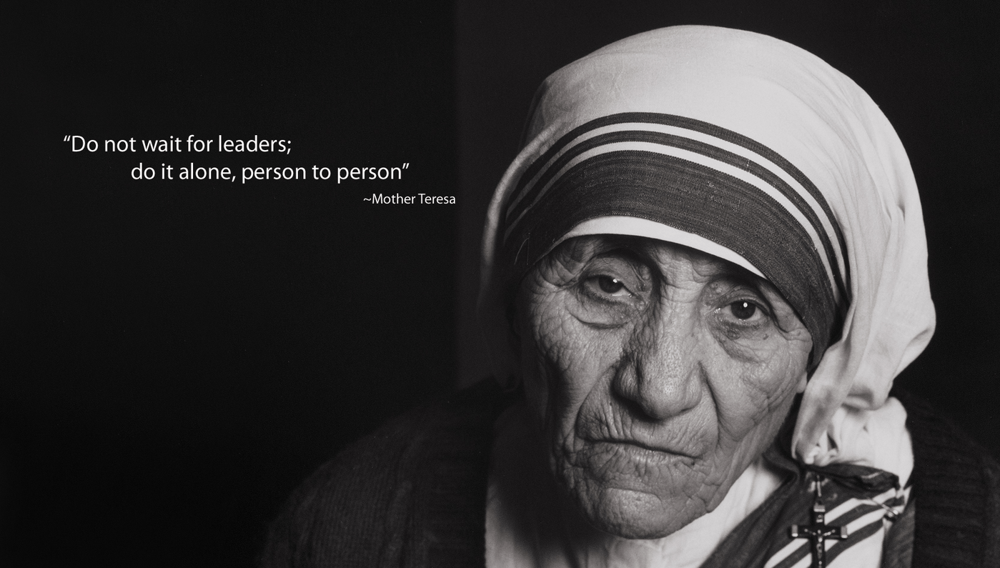 “Do not wait for leaders;
do it alone, person to person”
~Mother Teresa